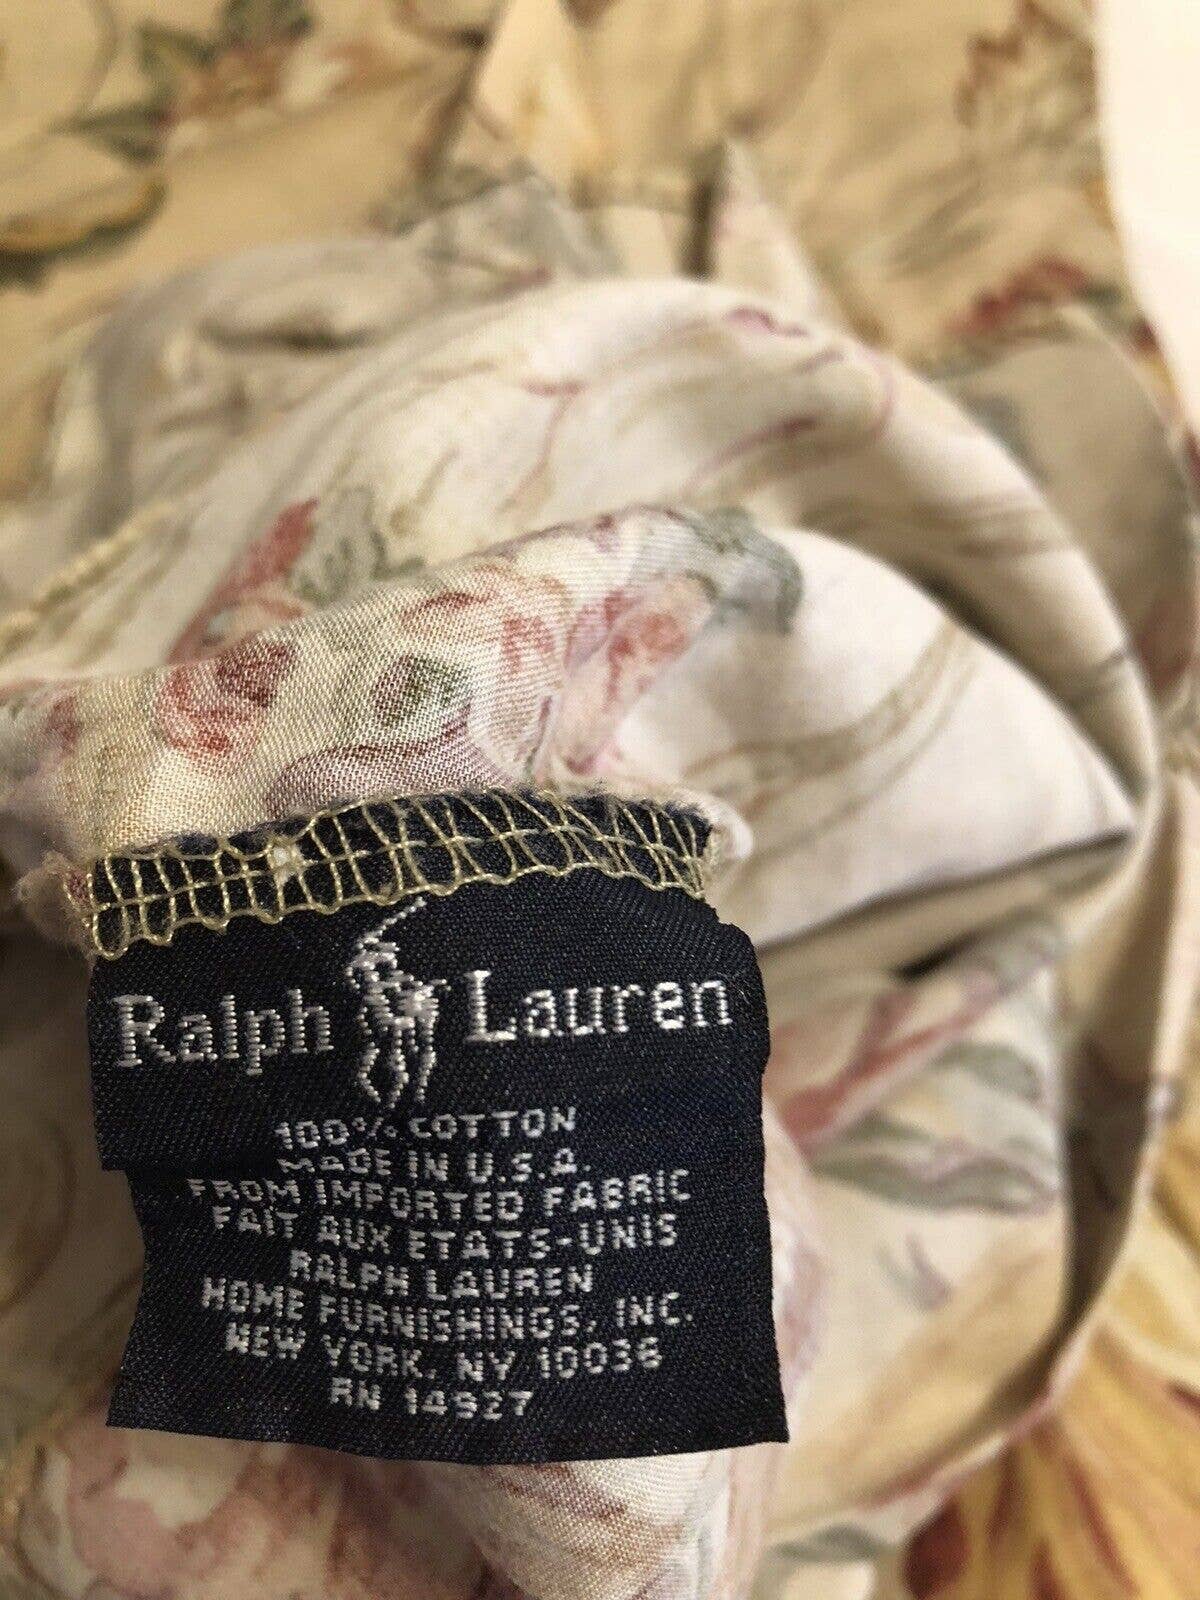 Ralph Lauren
100% COTTON
MADE IN U.S.A.
FROM IMPORTED FABRIC
FAIT AUX ETATS-UNIS
RALPH LAUREN
HOME FURNISHINGS, INC.
NEW YORK, NY 10036
RN 14927